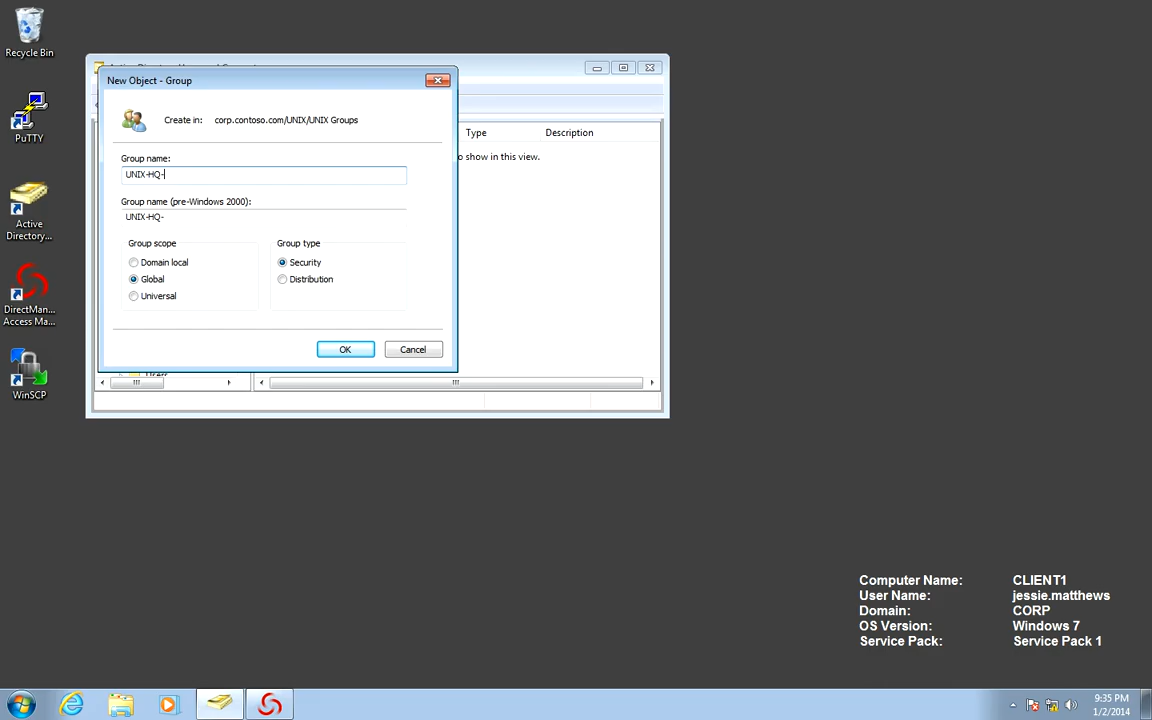 Recycle Bin
PuTTY
Active
Directory...
DirectMan...
Access Ma...
WinSCP
New Object - Group
Create in: corp.contoso.com/UNIX/UNIX Groups
Group name:
UNIX-HQ-
Group name (pre-Windows 2000):
UNIX-HQ-
Group scope
Domain local
Global
Universal
Group type
Security
Distribution
OK
Cancel
Type
Description
o show in this view.
Computer Name: CLIENT1
User Name: jessie.matthews
Domain: CORP
OS Version: Windows 7
Service Pack: Service Pack 1
9:35 PM
1/2/2014